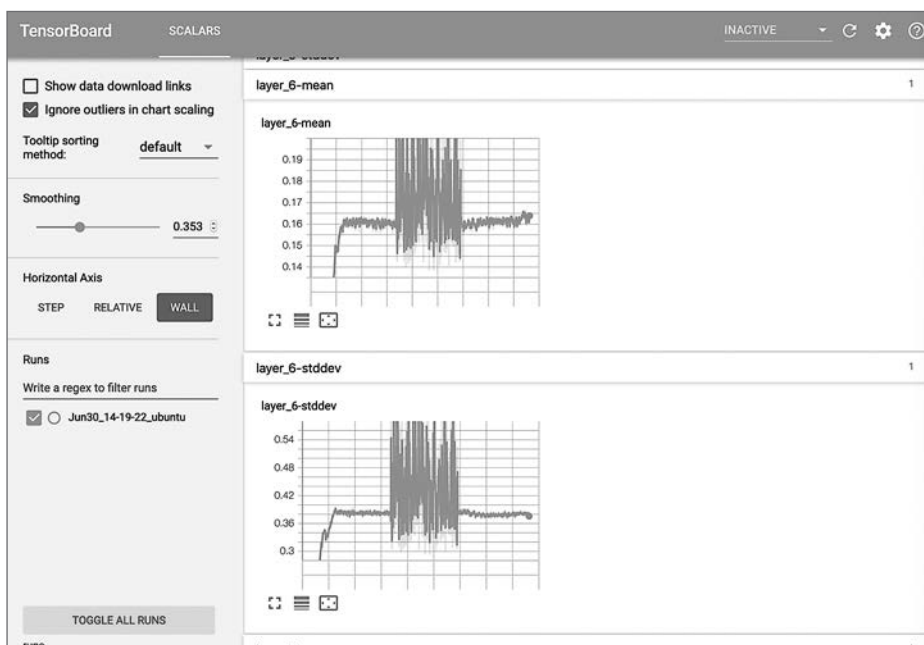 TensorBoard
SCALARS
INACTIVE
Show data download links
Ignore outliers in chart scaling
Tooltip sorting
method:
default
Smoothing
0.353
Horizontal Axis
STEP RELATIVE WALL
Runs
Write a regex to filter runs
Jun30_14-19-22_ubuntu
TOGGLE ALL RUNS
layer_6-mean
1
layer_6-mean
0.19
0.18
0.17
0.16
0.15
0.14
layer_6-stddev
1
layer_6-stddev
0.54
0.48
0.42
0.36
0.3